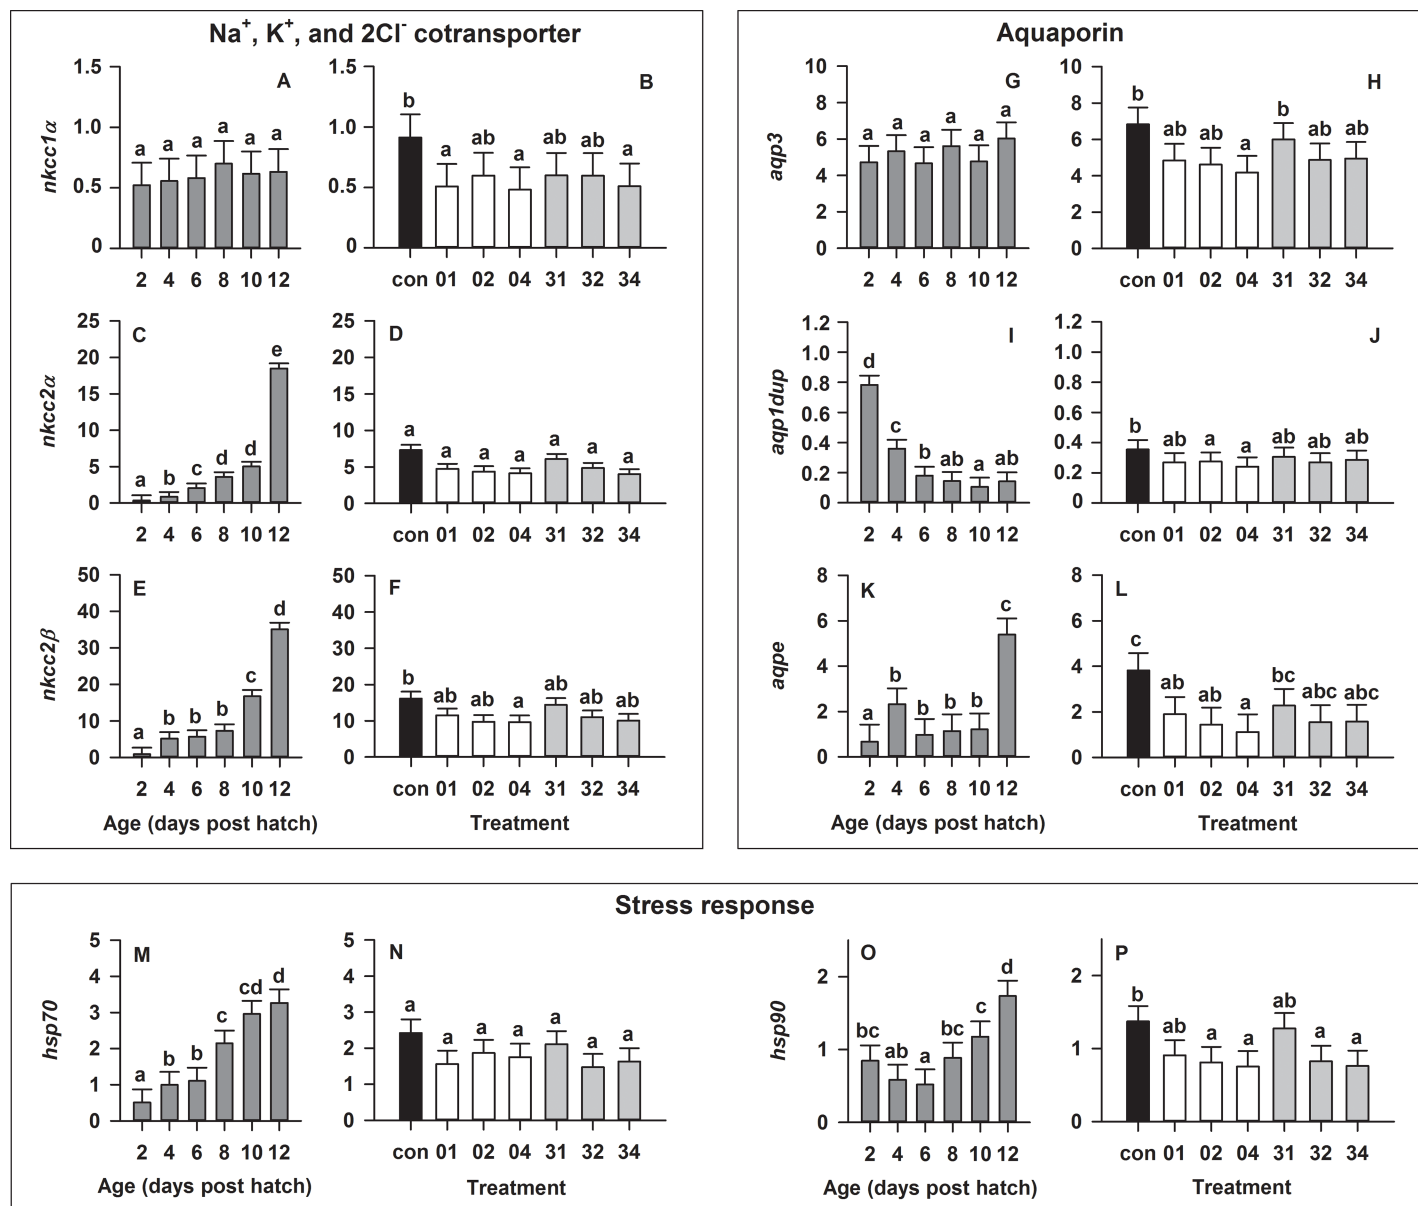 Na+, K+, and 2Cl- cotransporter
Aquaporin
nkcc1α
1.5
1.0
0.5
0
A
a a a a a a
2 4 6 8 10 12
1.5
1.0
0.5
0
B
b a ab a ab ab a
con 01 02 04 31 32 34
aqp3
10
8
6
4
2
0
G
a a a a a a
2 4 6 8 10 12
10
8
6
4
2
0
H
b ab ab a b ab ab
con 01 02 04 31 32 34
nkcc2α
25
20
15
10
5
0
C
a b c d d e
2 4 6 8 10 12
25
20
15
10
5
0
D
a a a a a a a
con 01 02 04 31 32 34
aqp1dup
1.2
1.0
0.8
0.6
0.4
0.2
0
I
d c b ab a ab
2 4 6 8 10 12
1.2
1.0
0.8
0.6
0.4
0.2
0
J
b ab a a ab ab ab
con 01 02 04 31 32 34
nkcc2β
50
40
30
20
10
0
E
a b b b c d
2 4 6 8 10 12
50
40
30
20
10
0
F
b ab ab a ab ab ab
con 01 02 04 31 32 34
aqpe
8
6
4
2
0
K
a b b b b c
2 4 6 8 10 12
8
6
4
2
0
L
c ab ab a bc abc abc
con 01 02 04 31 32 34
Age (days post hatch)
Treatment
Age (days post hatch)
Treatment
Stress response
hsp70
5
4
3
2
1
0
M
a b b c cd d
2 4 6 8 10 12
5
4
3
2
1
0
N
a a a a a a a
con 01 02 04 31 32 34
hsp90
2
1
0
O
bc ab a bc c d
2 4 6 8 10 12
2
1
0
P
b ab a a ab a a
con 01 02 04 31 32 34
Age (days post hatch)
Treatment
Age (days post hatch)
Treatment